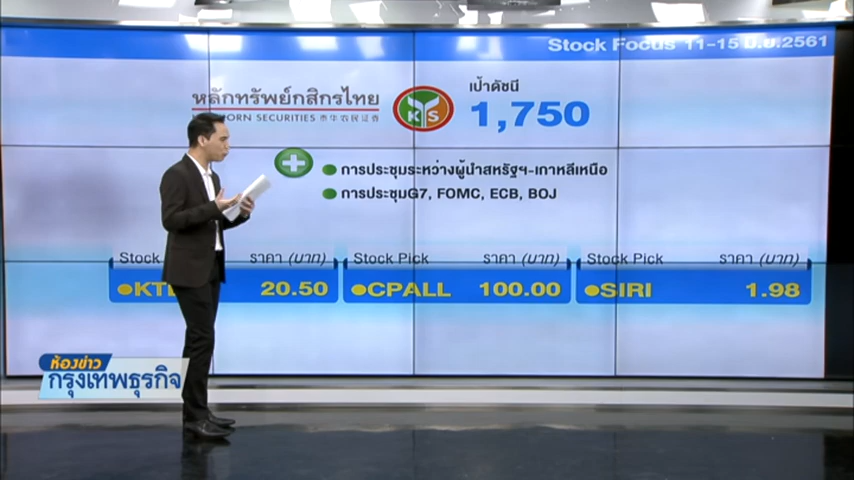 Stock Focus 11-15 มิ.ย.2561
หลักทรัพย์กสิกรไทย
SECURITIES
KS
เป้าดัชนี
1,750
การประชุมระหว่างผู้นำสหรัฐฯ-เกาหลีเหนือ
การประชุมG7, FOMC, ECB, BOJ
Stock ราคา (บาท) Stock Pick ราคา (บาท) Stock Pick ราคา (บาท)
20.50 CPALL 100.00 SIRI 1.98
ห้องข่าว
กรุงเทพธุรกิจ